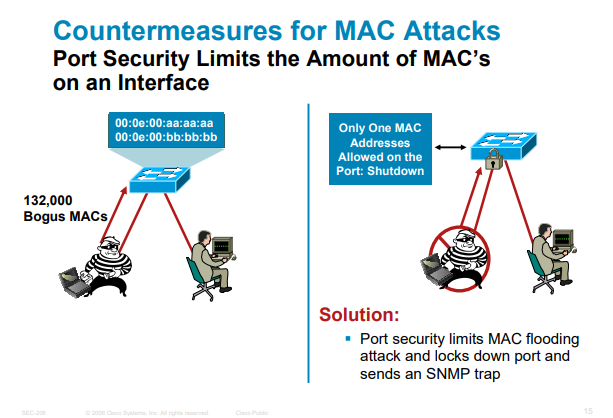 Countermeasures for MAC Attacks
Port Security Limits the Amount of MAC's
on an Interface
00:0e:00:aa:aa:aa
00:0e:00:bb:bb:bb
132,000
Bogus MACs
Only One MAC
Addresses
Allowed on the
Port: Shutdown
Solution:
Port security limits MAC flooding
attack and locks down port and
sends an SNMP trap
© 2006 Cisco Systems, Inc. All rights reserved.
Cisco Public
15